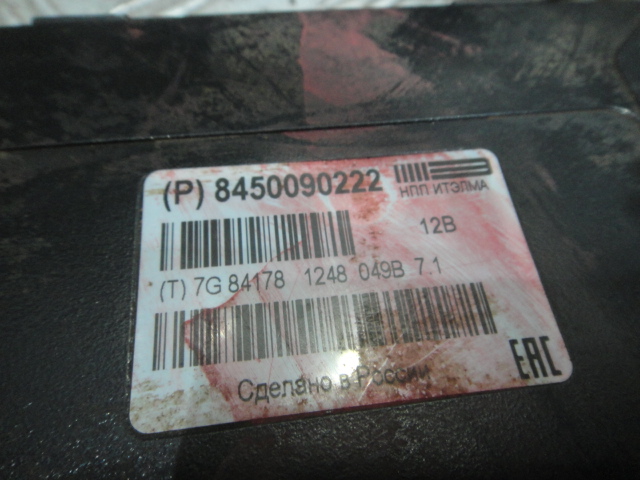 (P) 8450090222
НПП ИТЭЛМА
12В
(T) 7G 84178 1248 049B 7.1
Сделано в России
EAC